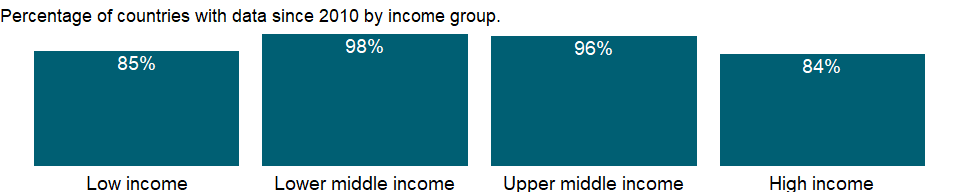 Percentage of countries with data since 2010 by income group.
85%
98%
96%
84%
Low income
Lower middle income
Upper middle income
High income